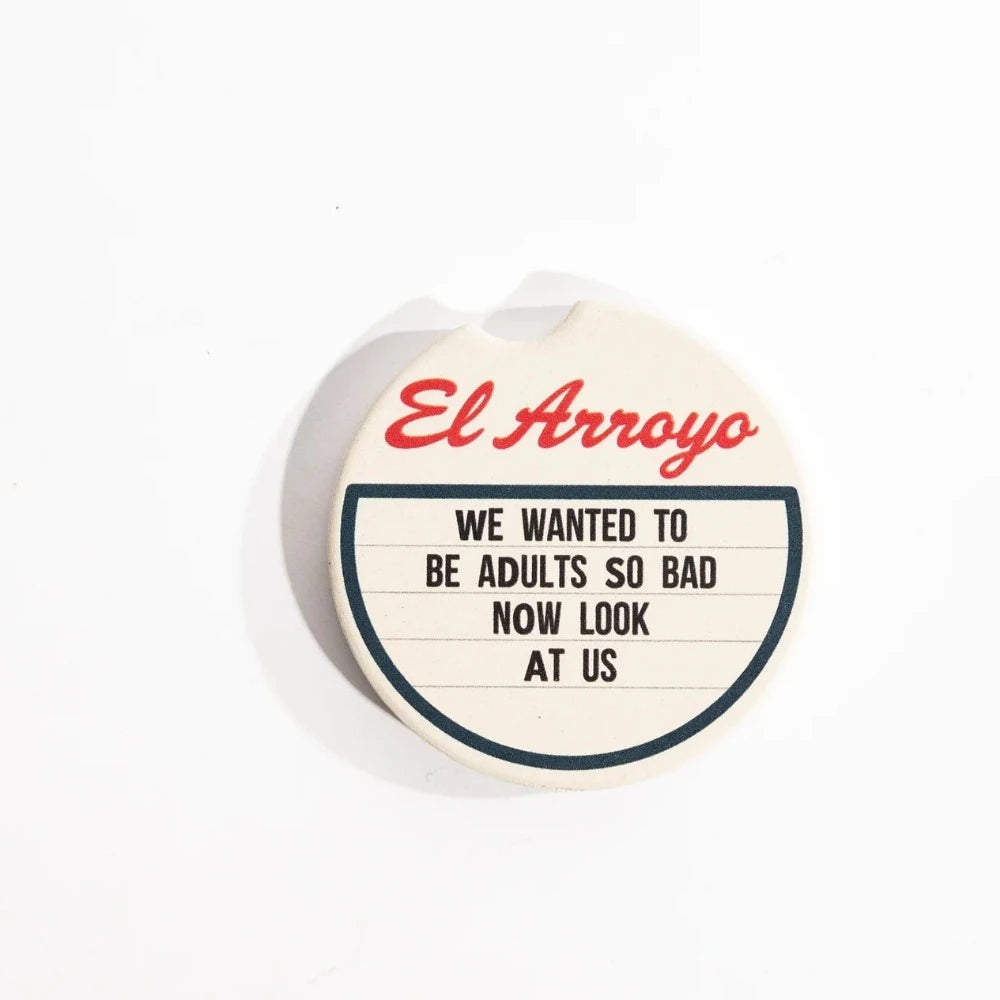 El Arroyo
WE WANTED TO
BE ADULTS SO BAD
NOW LOOK
AT US